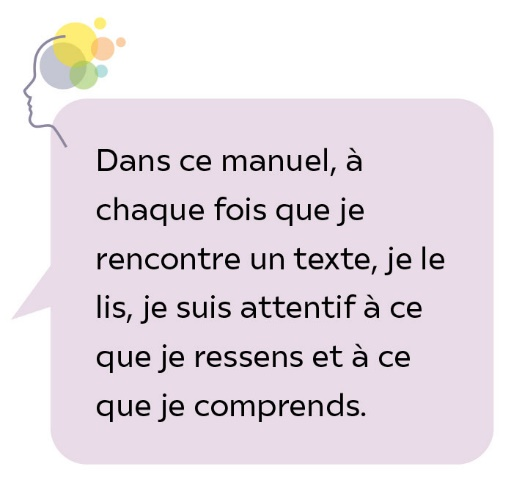 Dans ce manuel, à
chaque fois que je
rencontre un texte, je le
lis, je suis attentif à ce
que je ressens et à ce
que je comprends.